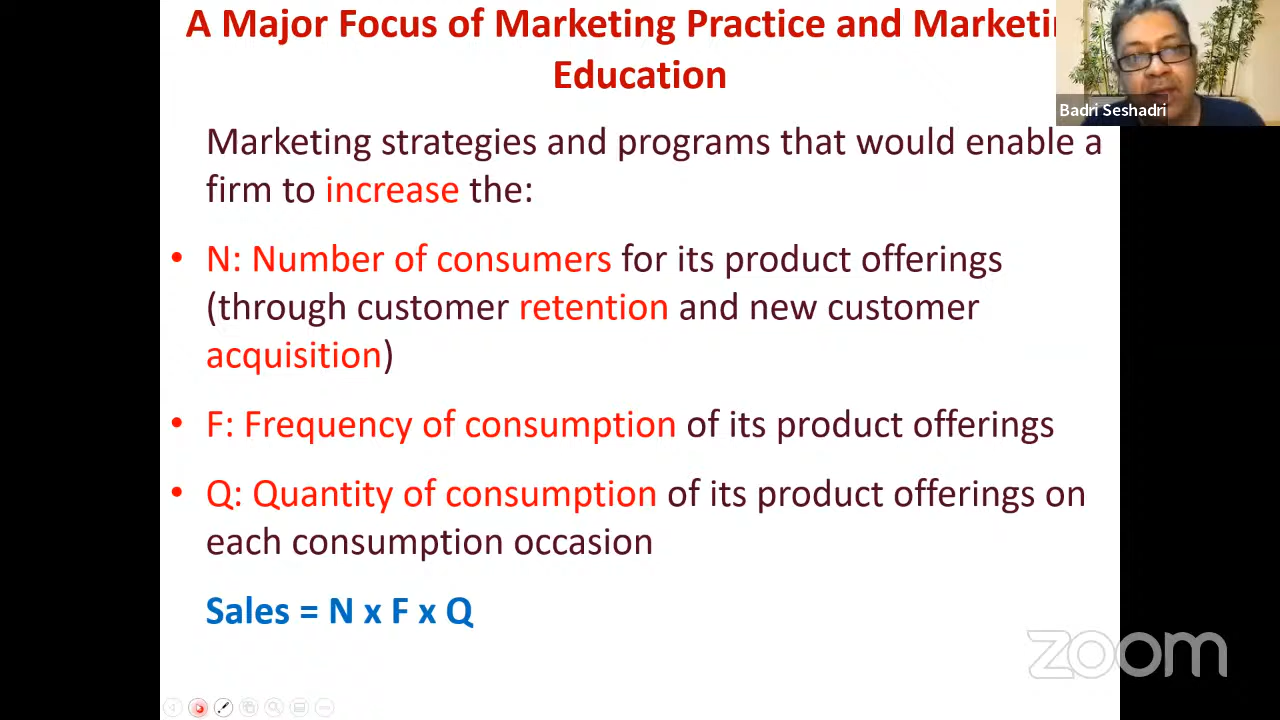 A Major Focus of Marketing Practice and Marketin
Education
Badri Seshadri
Marketing strategies and programs that would enable a
firm to increase the:
• N: Number of consumers for its product offerings
(through customer retention and new customer
acquisition)
• F: Frequency of consumption of its product offerings
• Q: Quantity of consumption of its product offerings on
each consumption occasion
Sales = N x F x Q
zoom